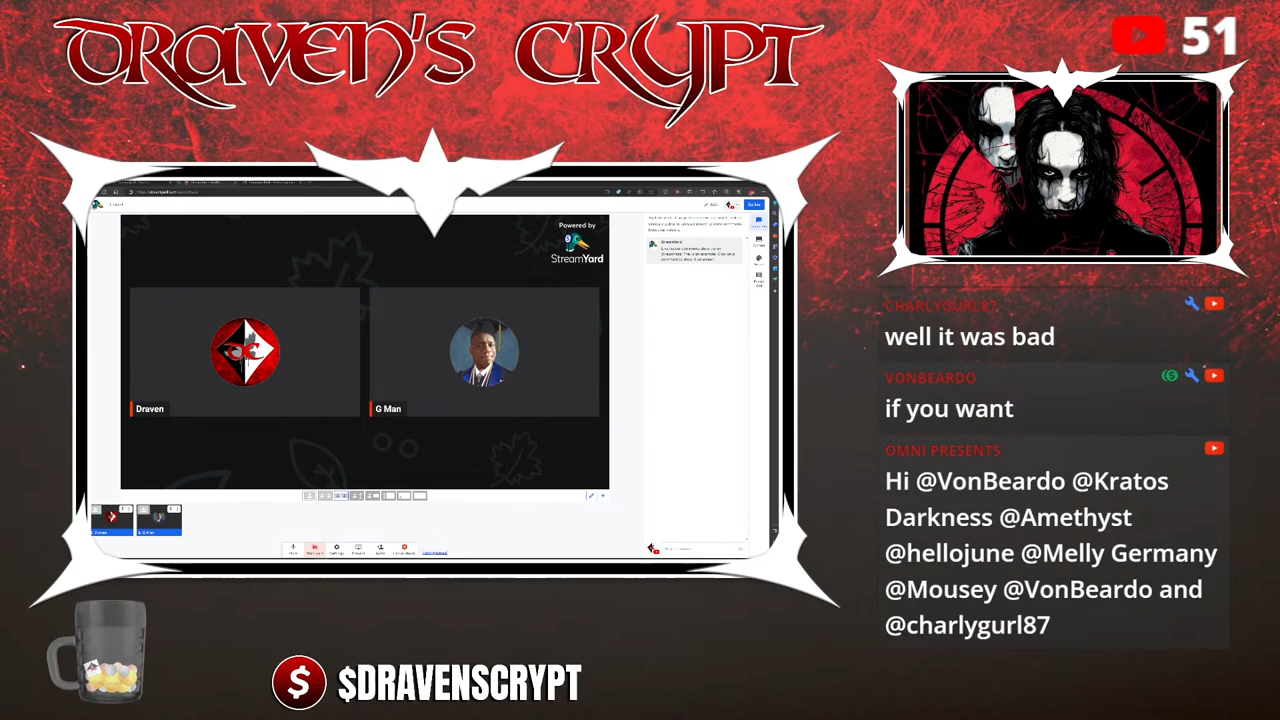 DRAVEN'S CRYPT
51
Powered by
StreamYard
Draven
G Man
CHARLYGURL87
well it was bad
VONBEARDO
if you want
OMNI PRESENTS
Hi @VonBeardo @Kratos
Darkness @Amethyst
@hellojune @Melly Germany
@Mousey @VonBeardo and
@charlygurl87
$
$DRAVENSCRYPT